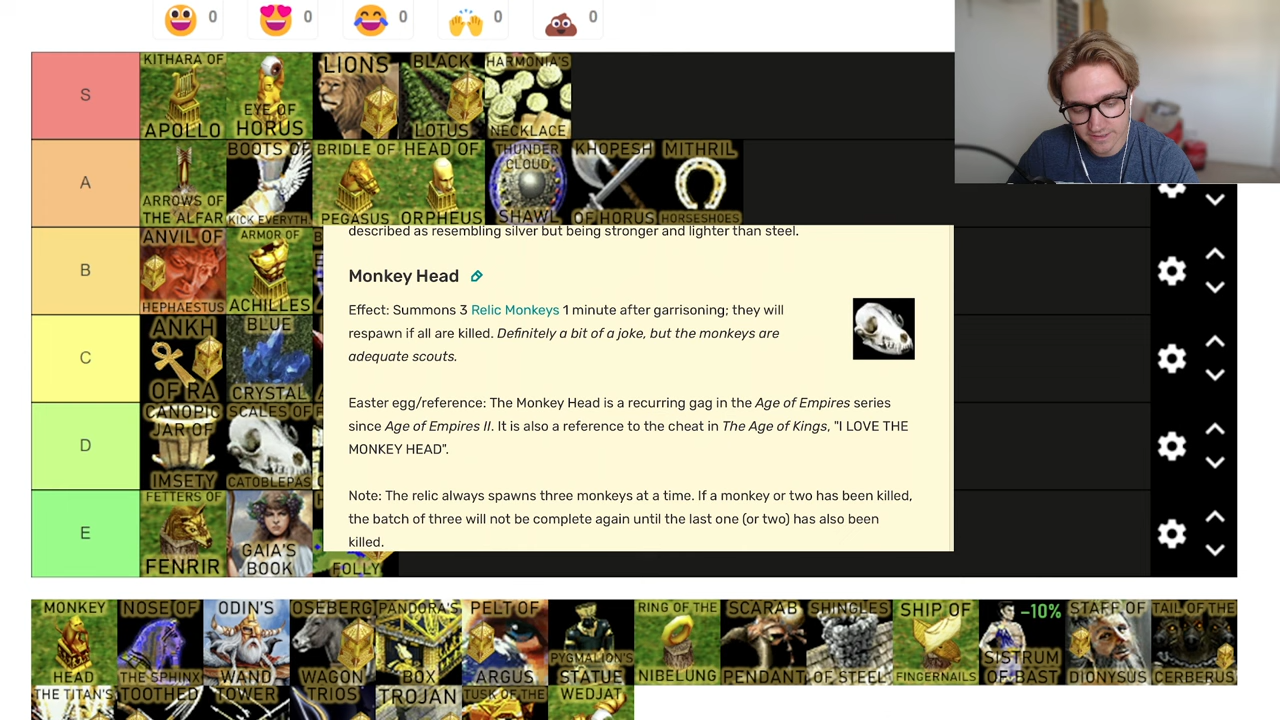 0 0 0 0 0
S
KITHARA OF
APOLLO
EYE OF
HORUS
LIONS
BLACK
LOTUS
HARMONIA'S
NECKLACE
A
ARROWS OF
THE ALFAR
BOOTS OF
KICK EVERYTH
BRIDLE OF
PEGASUS
HEAD OF
ORPHEUS
THUNDER
CLOUD
SHAWL
KHOPESH
OF HORUS
MITHRIL
HORSESHOES
B
ANVIL OF
HEPHAESTUS
ARMOR OF
ACHILLES
C
ANKH
OF RA
BLUE
CRYSTAL
D
CANOPIC
JAR OF
IMSETY
SCALES OF
CATOBLEPAS
E
FETTERS OF
FENRIR
GAIA'S
BOOK
FOLLY
described as resembling silver but being stronger and lighter than steel.
Monkey Head
Effect: Summons 3 Relic Monkeys 1 minute after garrisoning; they will
respawn if all are killed. Definitely a bit of a joke, but the monkeys are
adequate scouts.
Easter egg/reference: The Monkey Head is a recurring gag in the Age of Empires series
since Age of Empires II. It is also a reference to the cheat in The Age of Kings, "I LOVE THE
MONKEY HEAD".
Note: The relic always spawns three monkeys at a time. If a monkey or two has been killed,
the batch of three will not be complete again until the last one (or two) has also been
killed.
MONKEY
HEAD
NOSE OF
THE SPHINX
ODIN'S
WAND
OSEBERG
WAGON
PANDORA'S
BOX
PELT OF
ARGUS
PYGMALION'S
STATUE
RING OF THE
NIBELUNG
SCARAB
PENDANT
SHINGLES
OF STEEL
SHIP OF
FINGERNAILS
-10%
SISTRUM
OF BAST
STAFF OF
DIONYSUS
TAIL OF THE
CERBERUS
THE TITAN'S
TOOTHED
TOWER
TRIOS
TROJAN
TUSK OF THE
WEDJAT